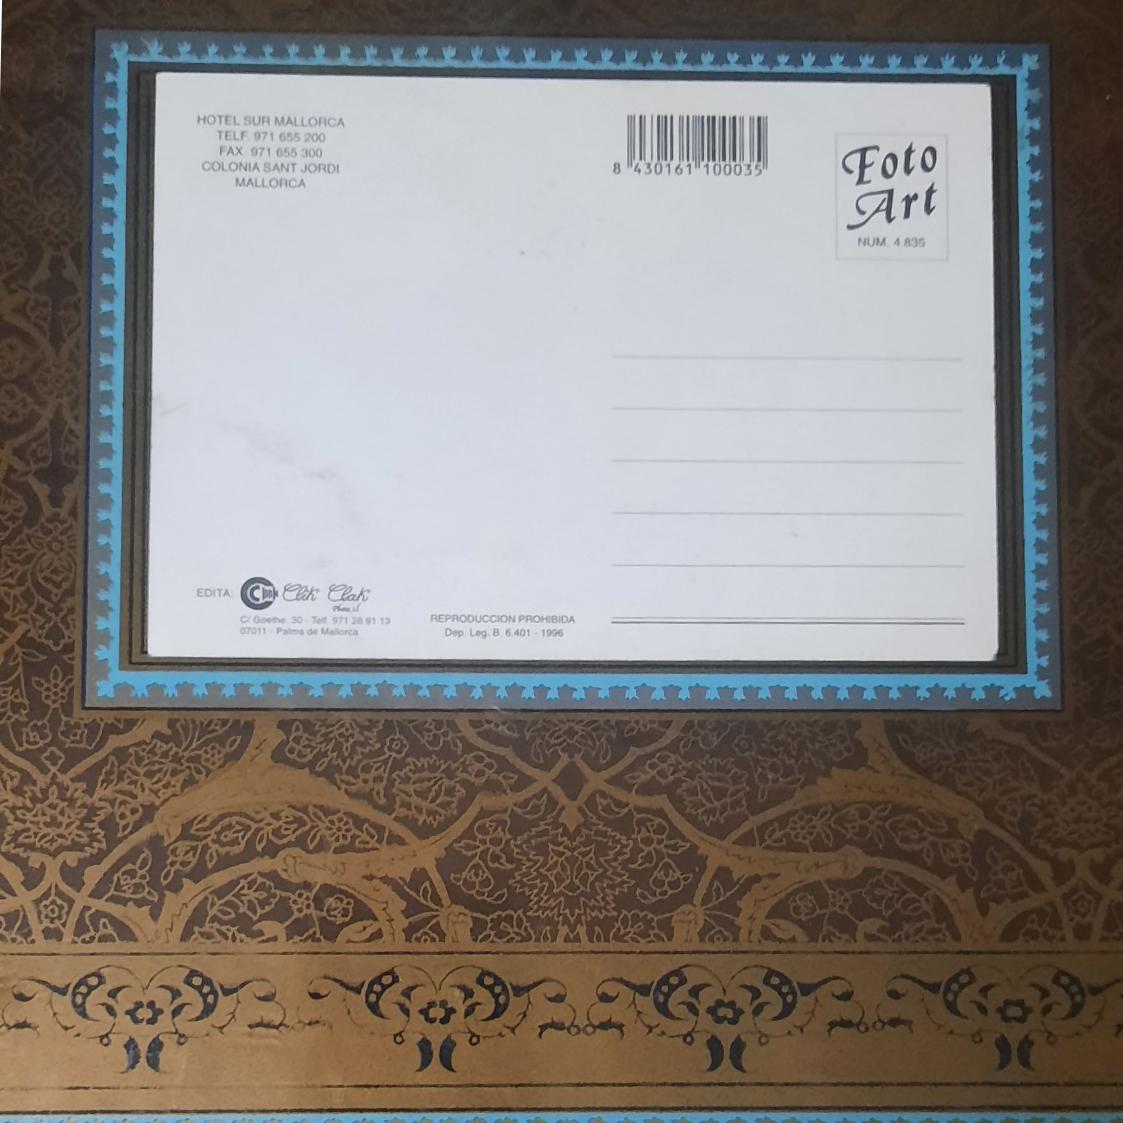 HOTEL SUR MALLORCA
TELF. 971 655 200
FAX. 971 655 300
COLONIA SANT JORDI
MALLORCA
8 430161 100035
Foto
Art
NUM. 4.835
EDITA:
Clik Clak
C/ Goethe, 30 - Telf. 971 28 91 13
07011 - Palma de Mallorca
REPRODUCCION PROHIBIDA
Dep. Leg. B. 6.401 - 1996